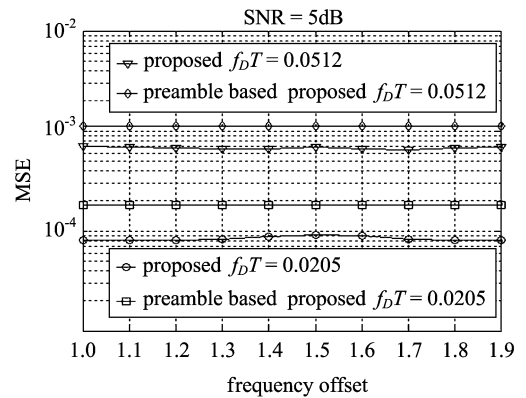 SNR = 5dB
10^-2
proposed f_DT = 0.0512
preamble based proposed f_DT = 0.0512
10^-3
MSE
10^-4
proposed f_DT = 0.0205
preamble based proposed f_DT = 0.0205
1.0 1.1 1.2 1.3 1.4 1.5 1.6 1.7 1.8 1.9
frequency offset